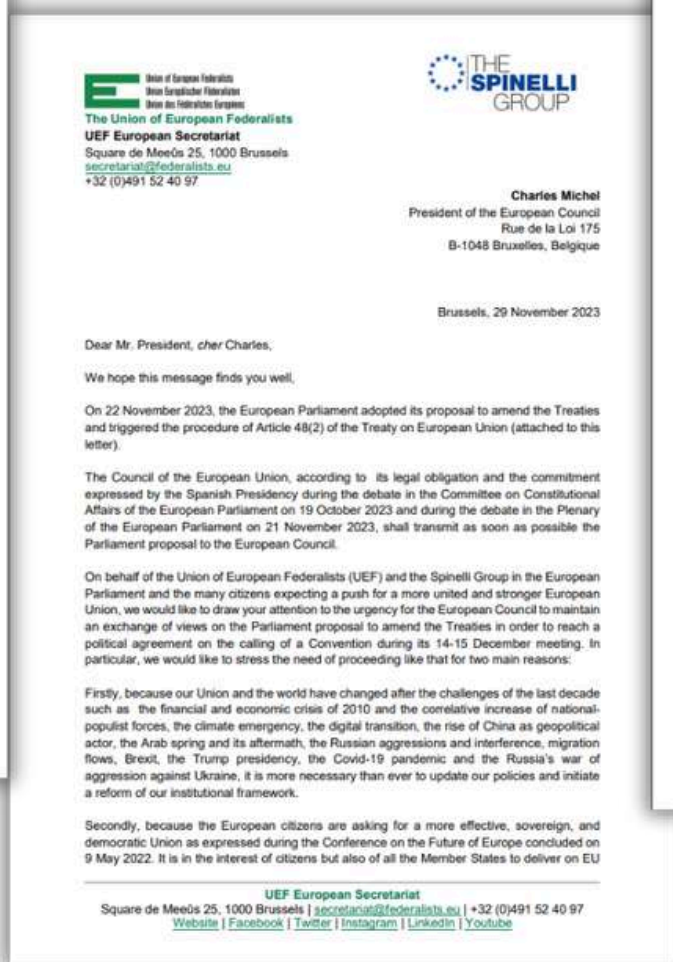 Union of European Federalists
Union Europäischer Föderalisten
Union des Fédéralistes Européens
The Union of European Federalists
UEF European Secretariat
Square de Meeûs 25, 1000 Brussels
secretariat@federalists.eu
+32 (0)491 52 40 97
THE
SPINELLI
GROUP
Charles Michel
President of the European Council
Rue de la Loi 175
B-1048 Bruxelles, Belgique
Brussels, 29 November 2023
Dear Mr. President, cher Charles,
We hope this message finds you well,
On 22 November 2023, the European Parliament adopted its proposal to amend the Treaties
and triggered the procedure of Article 48(2) of the Treaty on European Union (attached to this
letter).
The Council of the European Union, according to its legal obligation and the commitment
expressed by the Spanish Presidency during the debate in the Committee on Constitutional
Affairs of the European Parliament on 19 October 2023 and during the debate in the Plenary
of the European Parliament on 21 November 2023, shall transmit as soon as possible the
Parliament proposal to the European Council.
On behalf of the Union of European Federalists (UEF) and the Spinelli Group in the European
Parliament and the many citizens expecting a push for a more united and stronger European
Union, we would like to draw your attention to the urgency for the European Council to maintain
an exchange of views on the Parliament proposal to amend the Treaties in order to reach a
political agreement on the calling of a Convention during its 14-15 December meeting. In
particular, we would like to stress the need of proceeding like that for two main reasons:
Firstly, because our Union and the world have changed after the challenges of the last decade
such as the financial and economic crisis of 2010 and the correlative increase of national-
populist forces, the climate emergency, the digital transition, the rise of China as geopolitical
actor, the Arab spring and its aftermath, the Russian aggressions and interference, migration
flows, Brexit, the Trump presidency, the Covid-19 pandemic and the Russia's war of
aggression against Ukraine, it is more necessary than ever to update our policies and initiate
a reform of our institutional framework.
Secondly, because the European citizens are asking for a more effective, sovereign, and
democratic Union as expressed during the Conference on the Future of Europe concluded on
9 May 2022. It is in the interest of citizens but also of all the Member States to deliver on EU
UEF European Secretariat
Square de Meeûs 25, 1000 Brussels | secretariat@federalists.eu | +32 (0)491 52 40 97
Website | Facebook | Twitter | Instagram | LinkedIn | Youtube